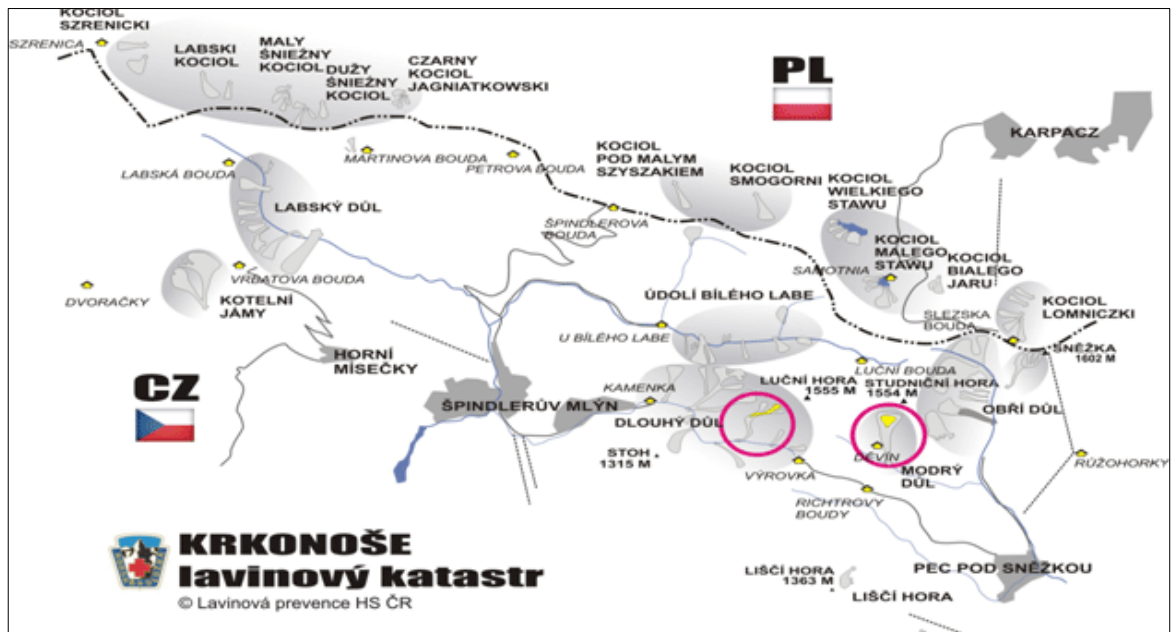 KOCIOL
SZRENICKI
SZRENICA
LABSKI
KOCIOL
MALY
ŚNIEŻNY
KOCIOL
DUŻY
ŚNIEŻNY
KOCIOL
CZARNY
KOCIOL
JAGNIATKOWSKI
PL
KARPACZ
LABSKÁ BOUDA
MARTINOVA BOUDA
PETROVA BOUDA
KOCIOL
POD MALYM
SZYSZAKIEM
KOCIOL
SMOGORNI
KOCIOL
WIELKIEGO
STAWU
LABSKÝ DŮL
ŠPINDLEROVA
BOUDA
KOCIOL
MALEGO
STAWU
SAMOTNIA
KOCIOL
BIALEGO
JARU
VRBATOVA BOUDA
DVORAČKY
KOTELNÍ
JÁMY
ÚDOLÍ BÍLÉHO LABE
SLEZSKA
BOUDA
KOCIOL
LOMNICZKI
U BÍLÉHO LABE
HORNÍ
MÍSEČKY
SNĚŽKA
1602 M
LUČNÍ BOUDA
CZ
KAMENKA
LUČNÍ HORA
1555 M
STUDNIČNÍ HORA
1554 M
ŠPINDLERŮV MLÝN
DLOUHÝ DŮL
OBŘÍ DŮL
STOH
1315 M
DĚVÍN
VÝROVKA
MODRÝ
DŮL
RŮŽOHORKY
RICHTROVY
BOUDY
KRKONOŠE
lavinový katastr
© Lavinová prevence HS ČR
LIŠČÍ HORA
1363 M
LIŠČÍ HORA
PEC POD SNĚŽKOU